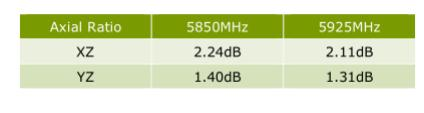 Axial Ratio 5850MHz 5925MHz
XZ 2.24dB 2.11dB
YZ 1.40dB 1.31dB